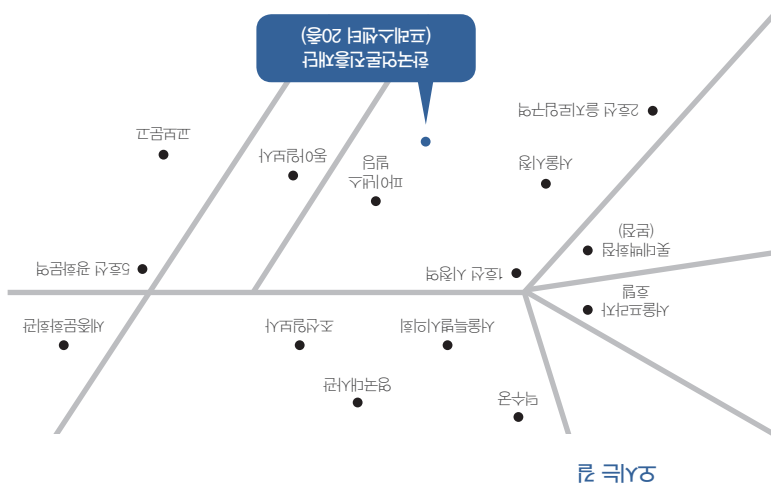 오시는 길
덕수궁
영국대사관
서울특별시의회
조선일보사
세종문화회관
서울프라자
호텔
1호선 시청역
5호선 광화문역
롯데백화점
(본점)
서울시청
파이낸스
빌딩
동아일보사
교보문고
2호선 을지로입구역
한국언론진흥재단
(프레스센터 20층)